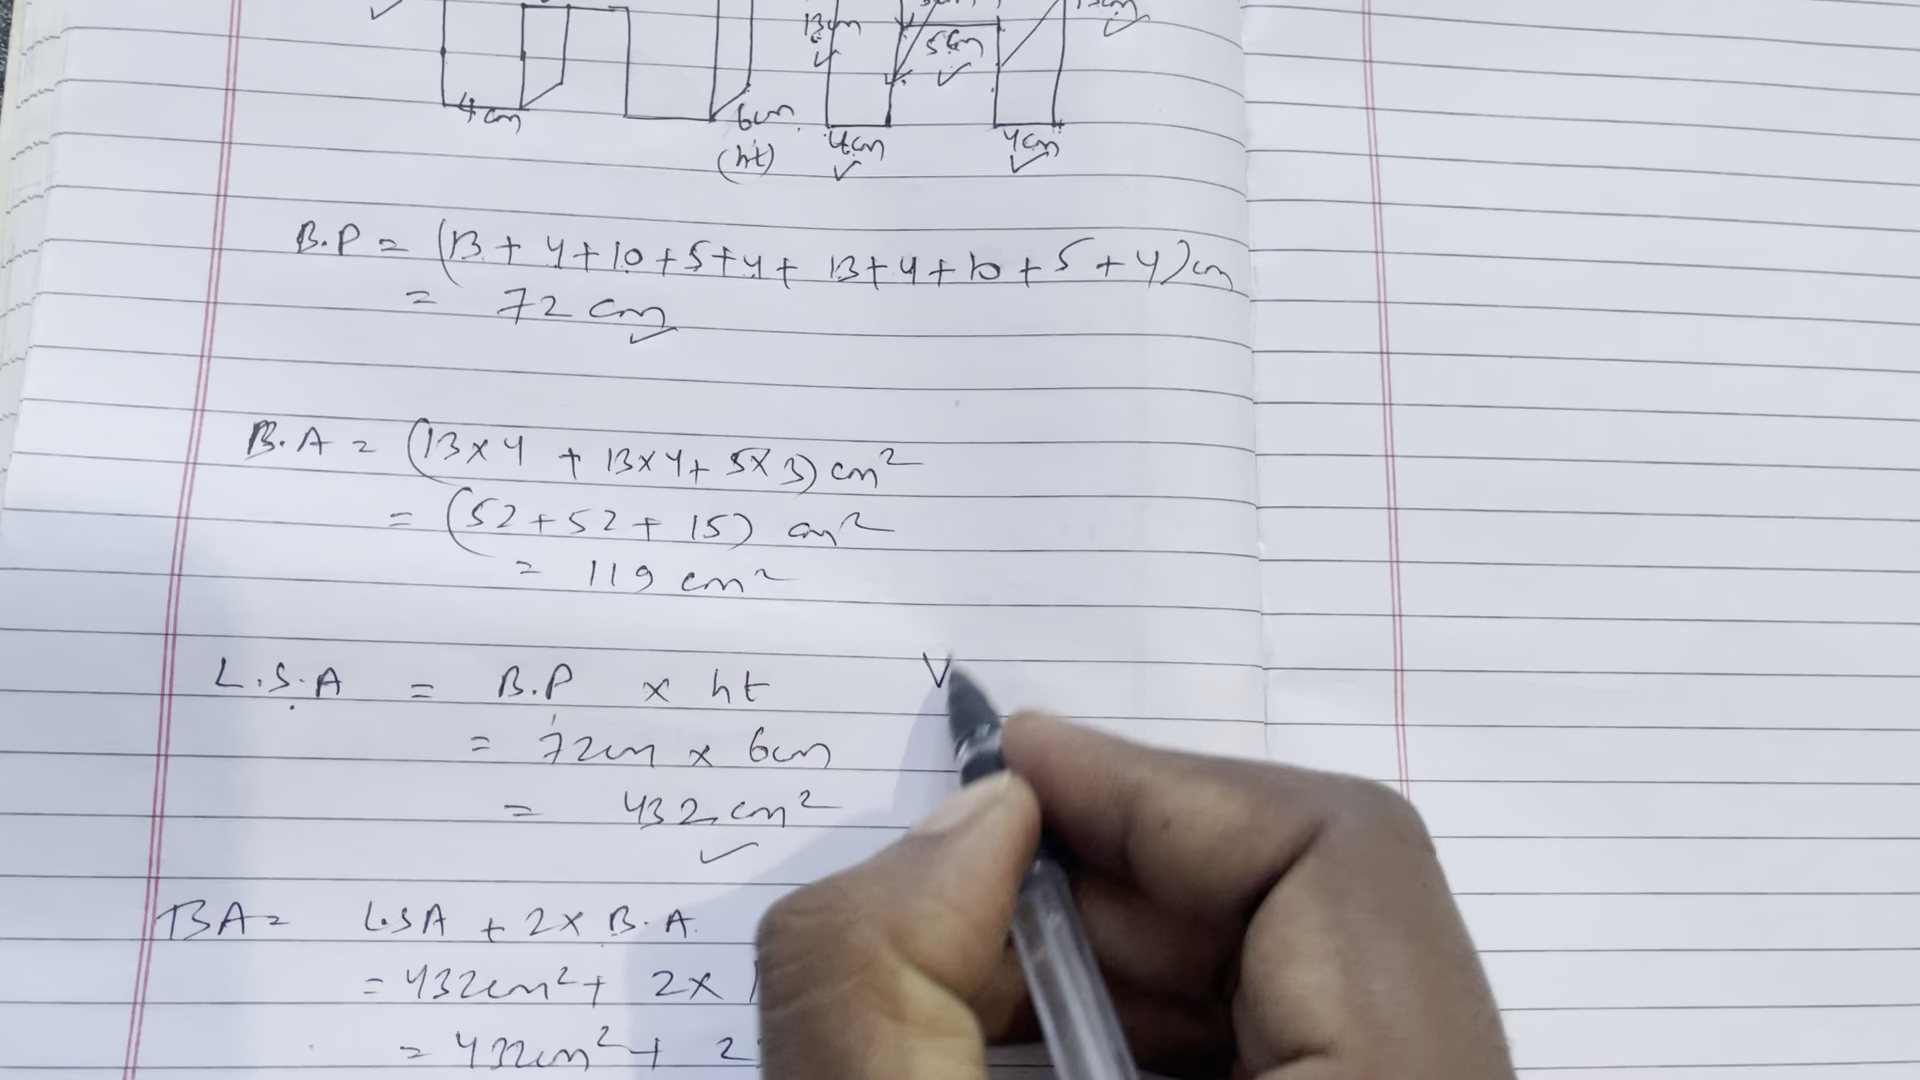 13cm 5cm
4cm 6cm (ht) 4cm 4cm
B.P = (13 + 4 + 10 + 5 + 4 + 13 + 4 + 10 + 5 + 4) cm
= 72 cm
B.A = (13 x 4 + 13 x 4 + 5 x 3) cm²
= (52 + 52 + 15) cm²
= 119 cm²
L.S.A = B.P x ht
= 72cm x 6cm
= 432 cm²
V
BA = LSA + 2 x B.A.
= 432cm² + 2 x
= 432cm² + 2